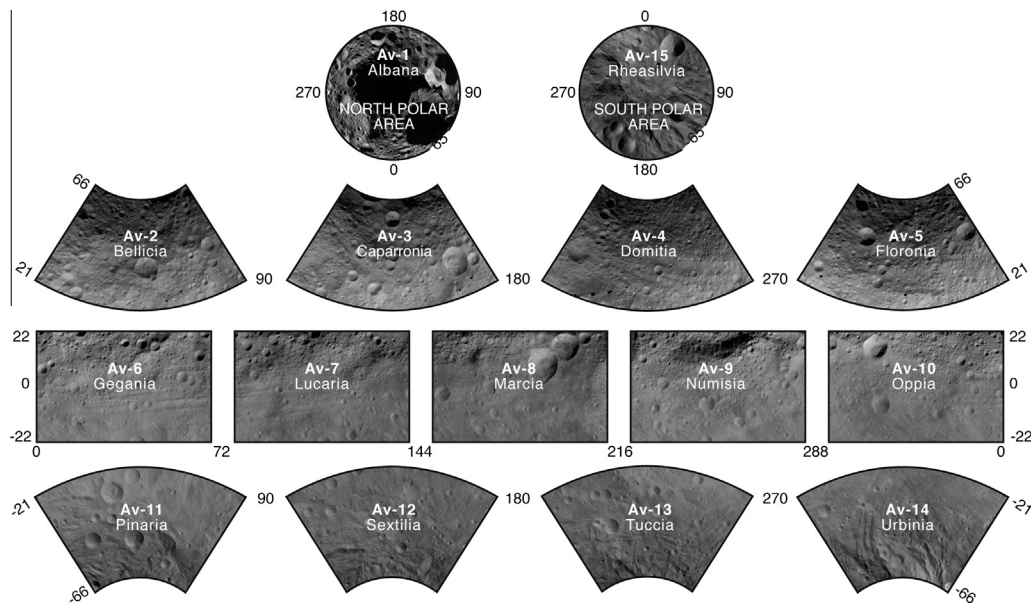 180
0
Av-1
Albana
Av-15
Rheasilvia
270
90
270
90
NORTH POLAR
AREA
65
SOUTH POLAR
AREA
-65
0
180
66
66
Av-2
Bellicia
Av-3
Caparronia
Av-4
Domitia
Av-5
Floronia
21
90
180
270
21
22
0
-22
Av-6
Gegania
Av-7
Lucaria
Av-8
Marcia
Av-9
Numisia
Av-10
Oppia
22
0
-22
0
72
144
216
288
0
-21
90
180
270
-21
Av-11
Pinaria
Av-12
Sextilia
Av-13
Tuccia
Av-14
Urbinia
-66
-66